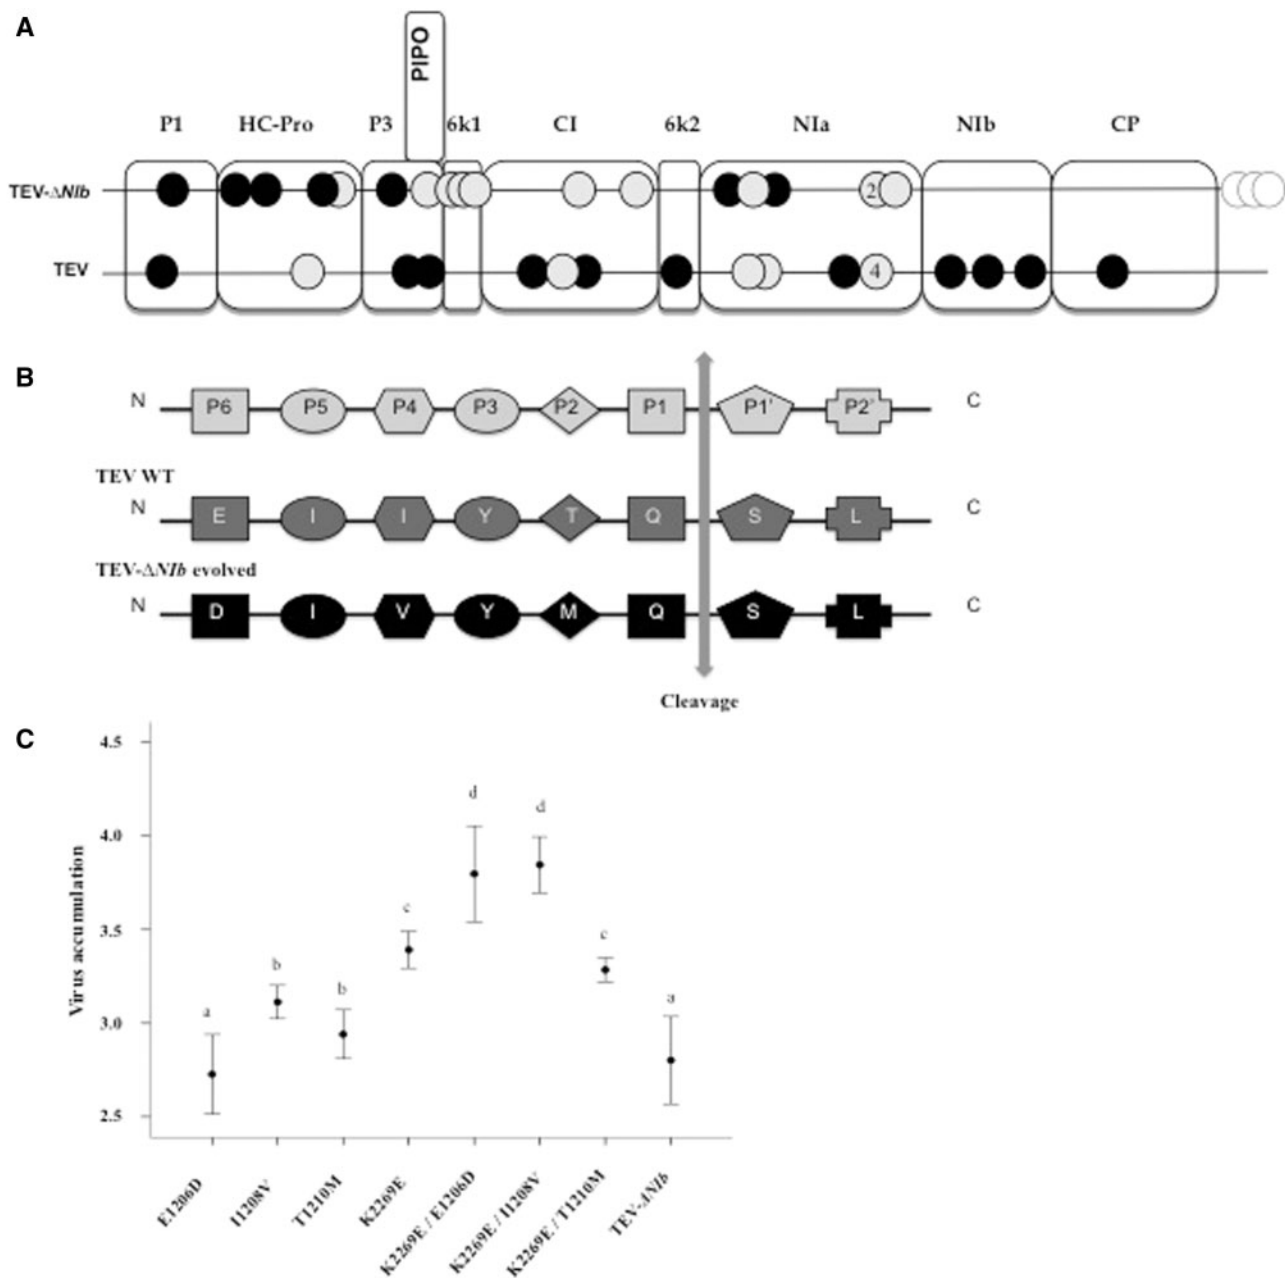 A
PIPO
P1 HC-Pro P3 6k1 CI 6k2 NIa NIb CP
TEV-ΔNIb 2
TEV 4
B
N P6 P5 P4 P3 P2 P1 P1' P2' C
TEV WT
N E I I Y T Q S L C
TEV-ΔNIb evolved
N D I V Y M Q S L C
Cleavage
C
4.5
4.0
3.5
3.0
2.5
Virus accumulation
a b b c d d c a
E1206D
I1208V
T1210M
K2269E
K2269E / E1206D
K2269E / I1208V
K2269E / T1210M
TEV-ΔNIb